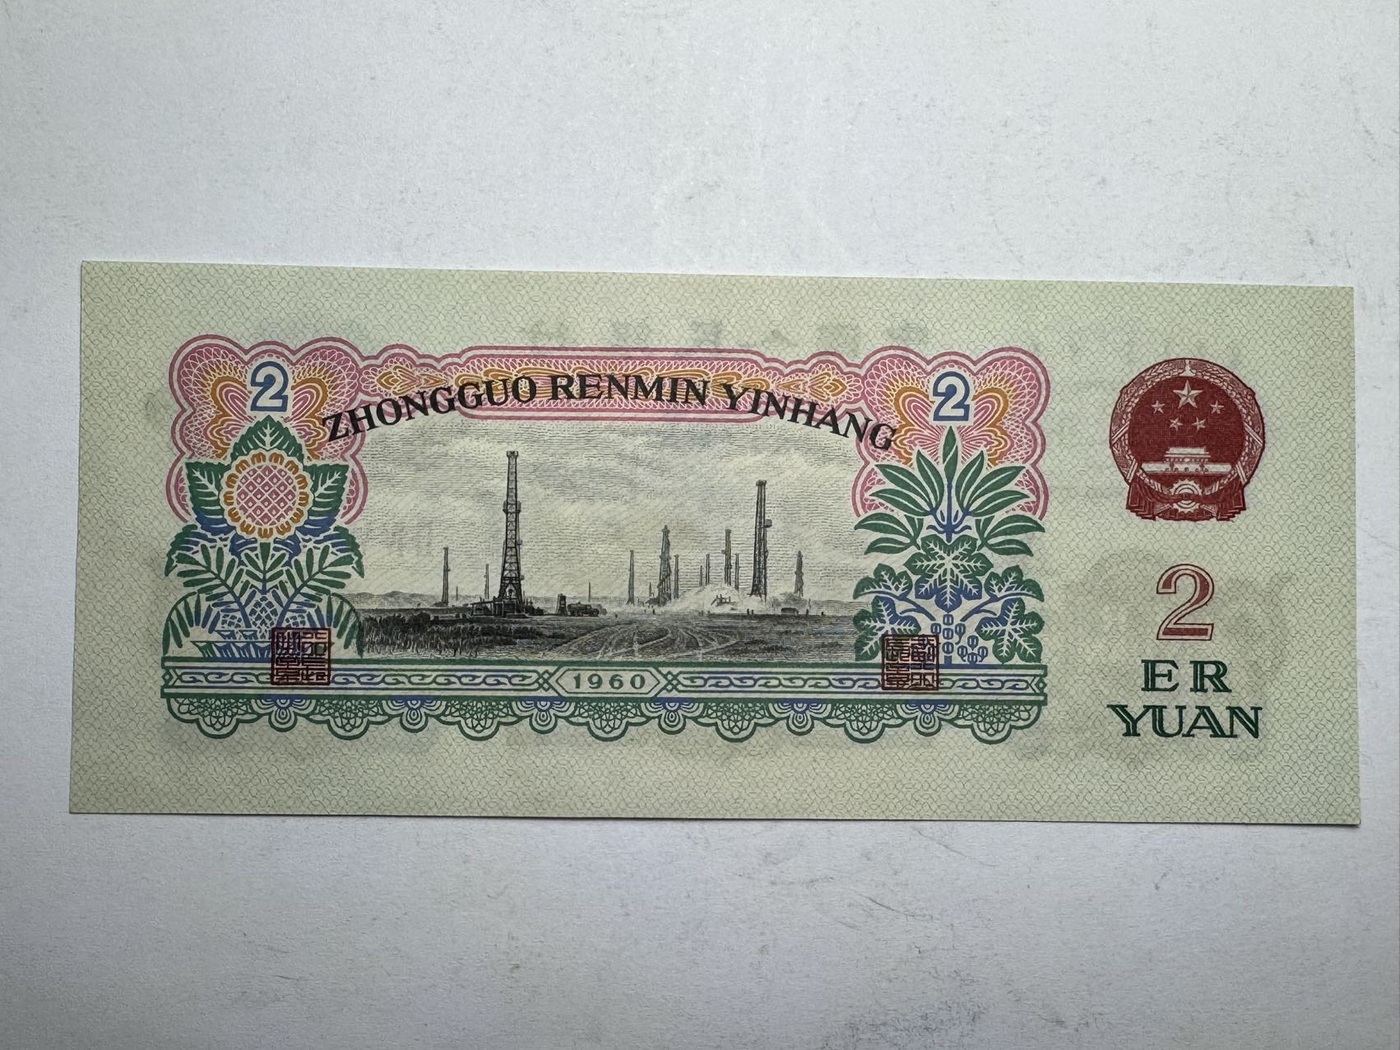 2
2
ZHONGGUO RENMIN YINHANG
1960
2
ER
YUAN